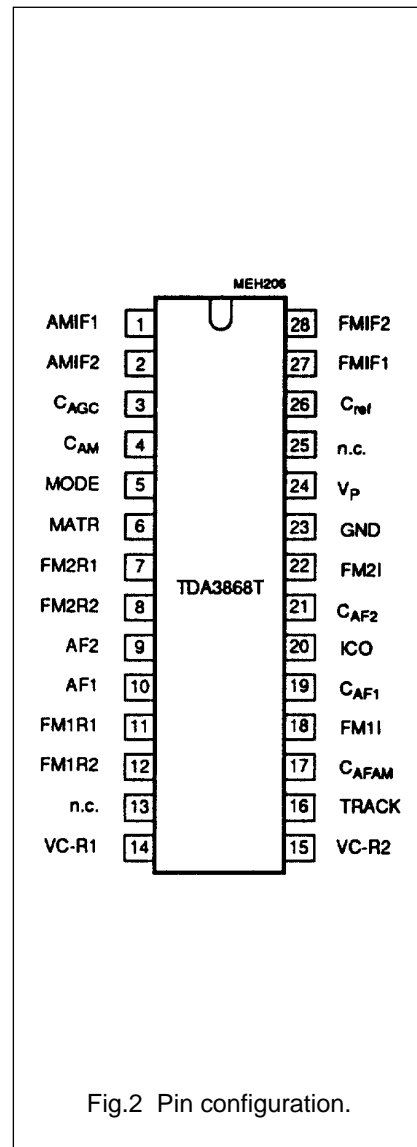 MEH206
AMIF1 1 28 FMIF2
AMIF2 2 27 FMIF1
CAGC 3 26 Cref
CAM 4 25 n.c.
MODE 5 24 VP
MATR 6 23 GND
FM2R1 7 22 FM2I
TDA3868T
FM2R2 8 21 CAF2
AF2 9 20 ICO
AF1 10 19 CAF1
FM1R1 11 18 FM1I
FM1R2 12 17 CAFAM
n.c. 13 16 TRACK
VC-R1 14 15 VC-R2
Fig.2 Pin configuration.